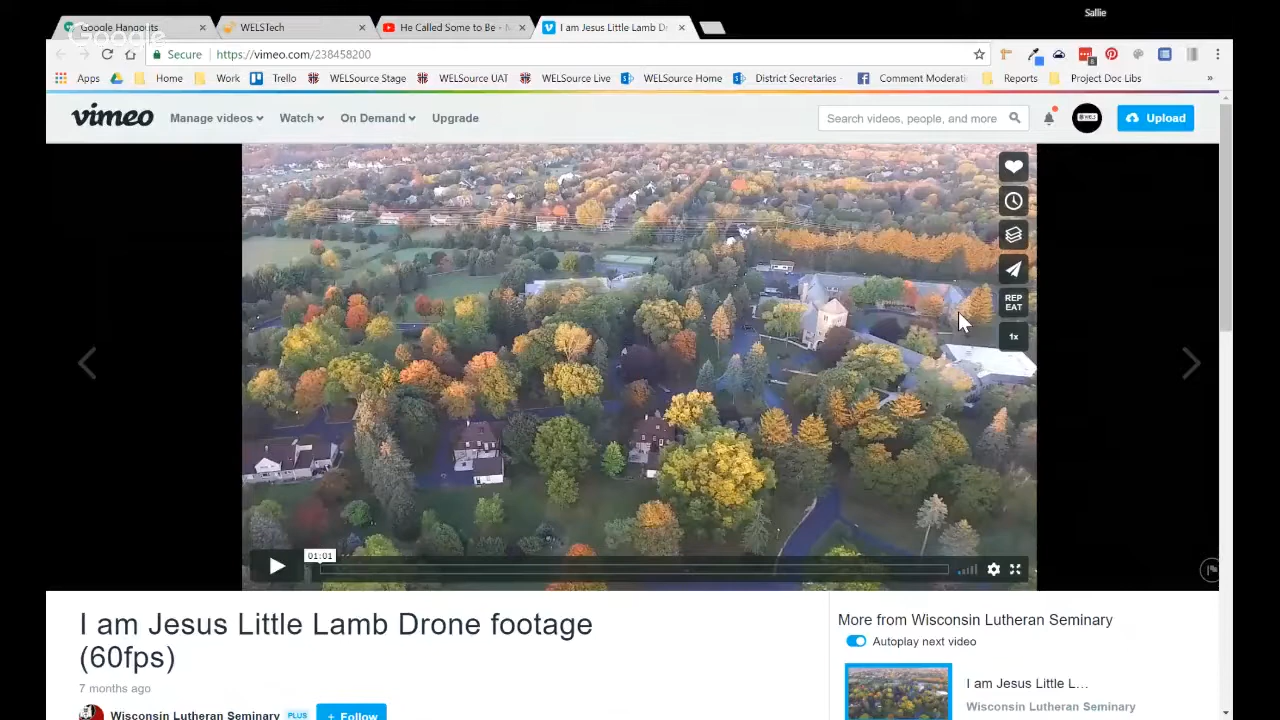 Sallie
Google Hangouts
WELSTech
He Called Some to Be
I am Jesus Little Lamb Dr
Google
Secure
https://vimeo.com/238458200
8
Apps
Home
Work
Trello
WELSource Stage
WELSource UAT
WELSource Live
WELSource Home
District Secretaries -
Comment Moderati
Reports
Project Doc Libs
»
vimeo
Manage videos
Watch
On Demand
Upgrade
Search videos, people, and more
WELS
Upload
REP
EAT
1x
01:01
I am Jesus Little Lamb Drone footage
(60fps)
7 months ago
Wisconsin Lutheran Seminary
PLUS
+ Follow
More from Wisconsin Lutheran Seminary
Autoplay next video
I am Jesus Little L…
Wisconsin Lutheran Seminary